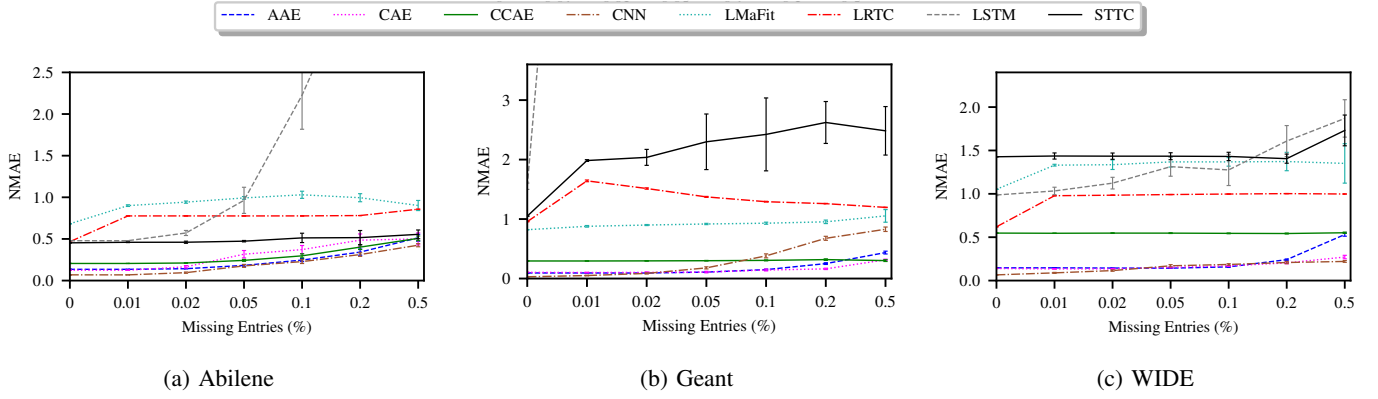 AAE CAE CCAE CNN LMaFit LRTC LSTM STTC
2.5
2.0
1.5
1.0
0.5
0.0
NMAE
0 0.01 0.02 0.05 0.1 0.2 0.5
Missing Entries (%)
(a) Abilene
3
2
1
0
NMAE
0 0.01 0.02 0.05 0.1 0.2 0.5
Missing Entries (%)
(b) Geant
2.0
1.5
1.0
0.5
0.0
NMAE
0 0.01 0.02 0.05 0.1 0.2 0.5
Missing Entries (%)
(c) WIDE